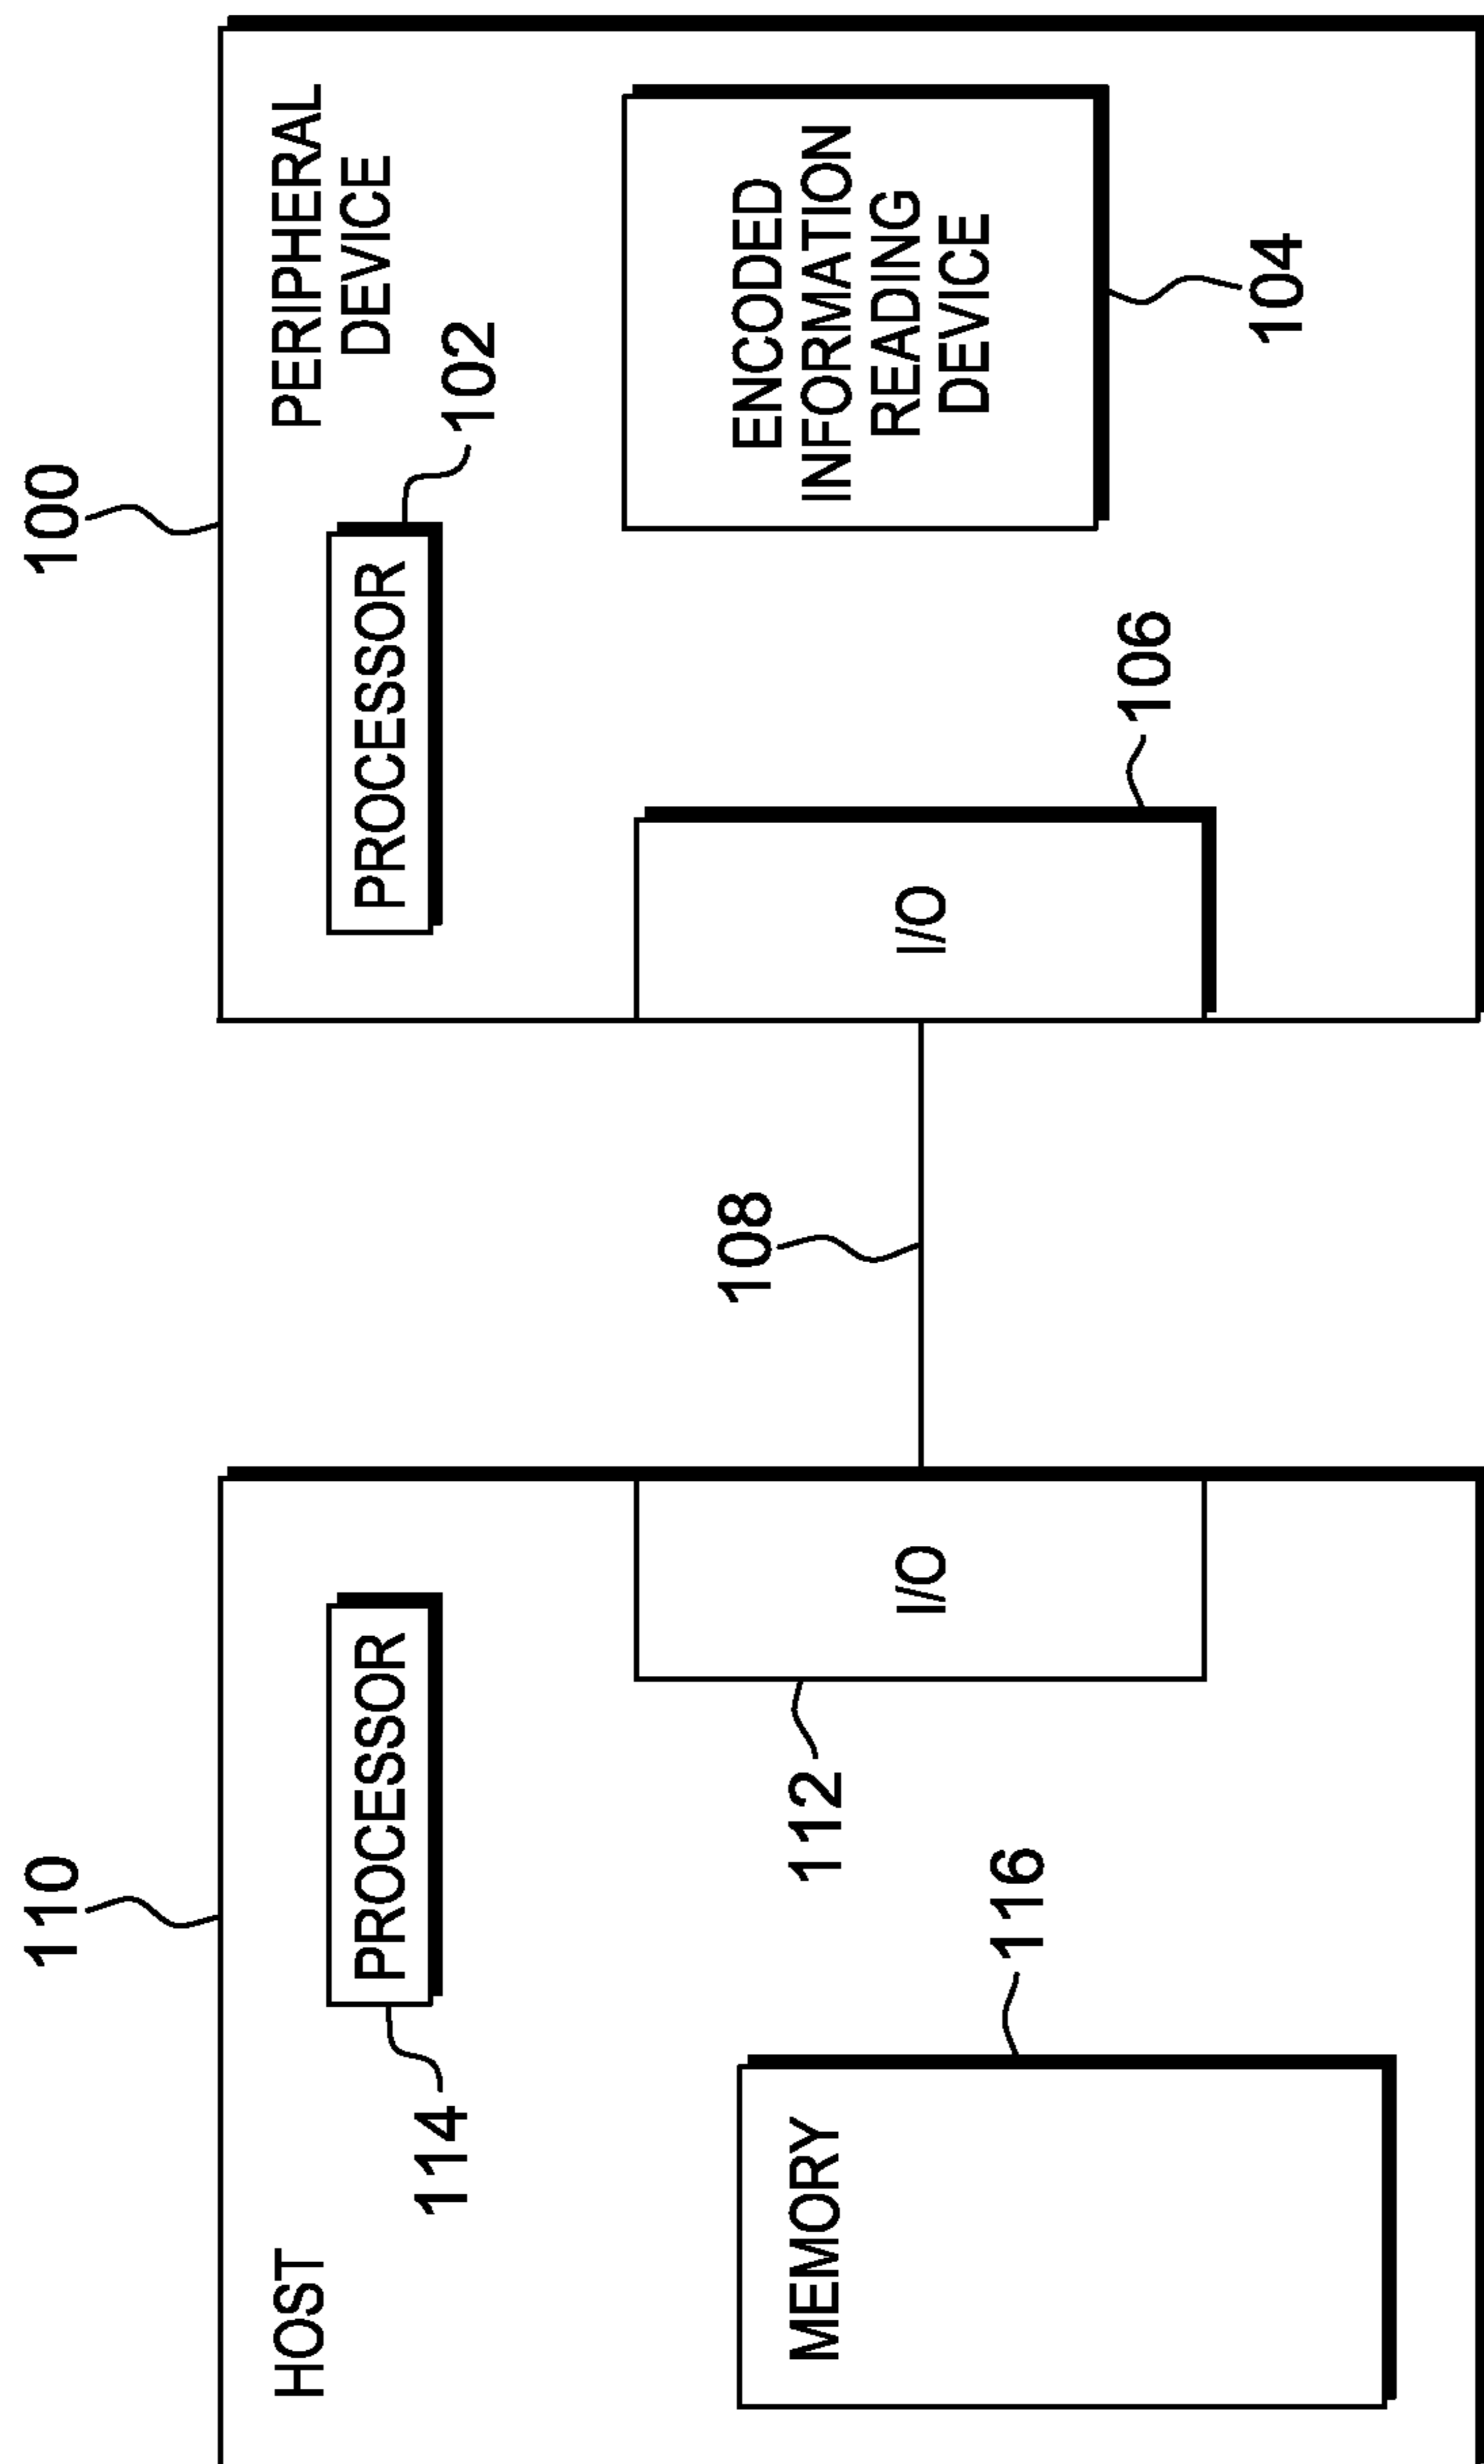 110
HOST
PROCESSOR
114
I/O
112
MEMORY
116
108
100
PERIPHERAL
DEVICE
PROCESSOR
102
ENCODED
INFORMATION
READING
DEVICE
104
I/O
106